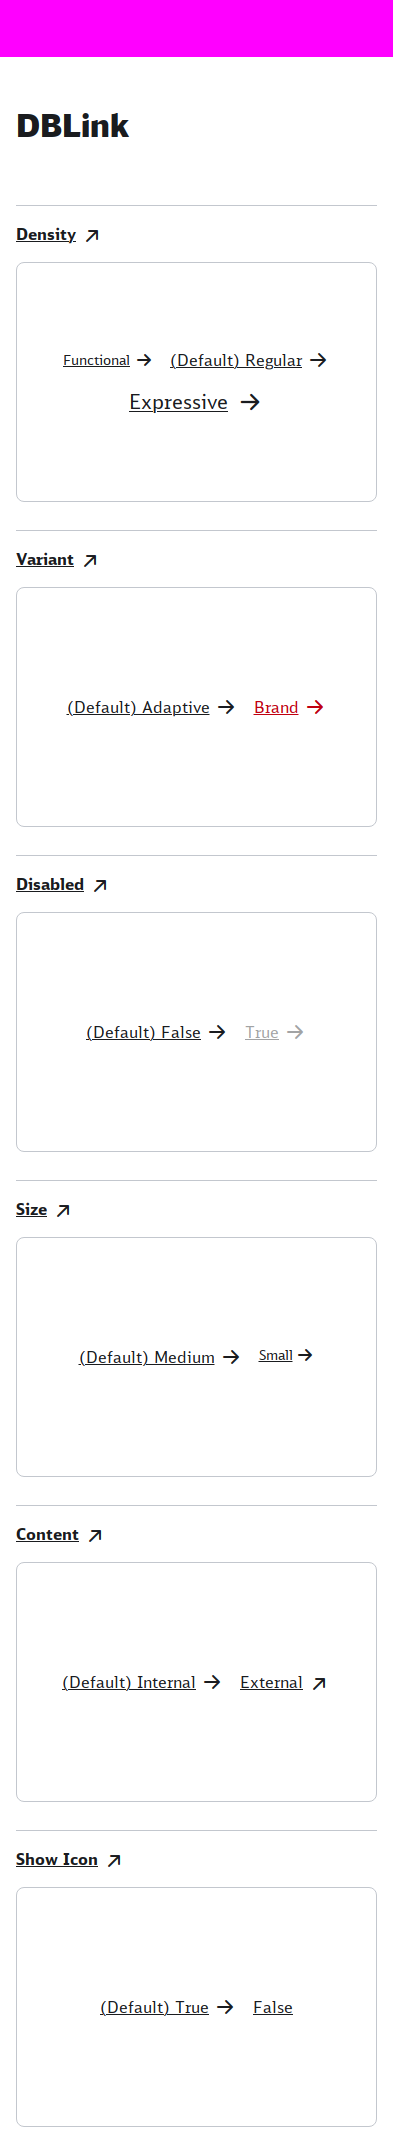 DBLink
Density
Functional (Default) Regular
Expressive
Variant
(Default) Adaptive Brand
Disabled
(Default) False True
Size
(Default) Medium Small
Content
(Default) Internal External
Show Icon
(Default) True False